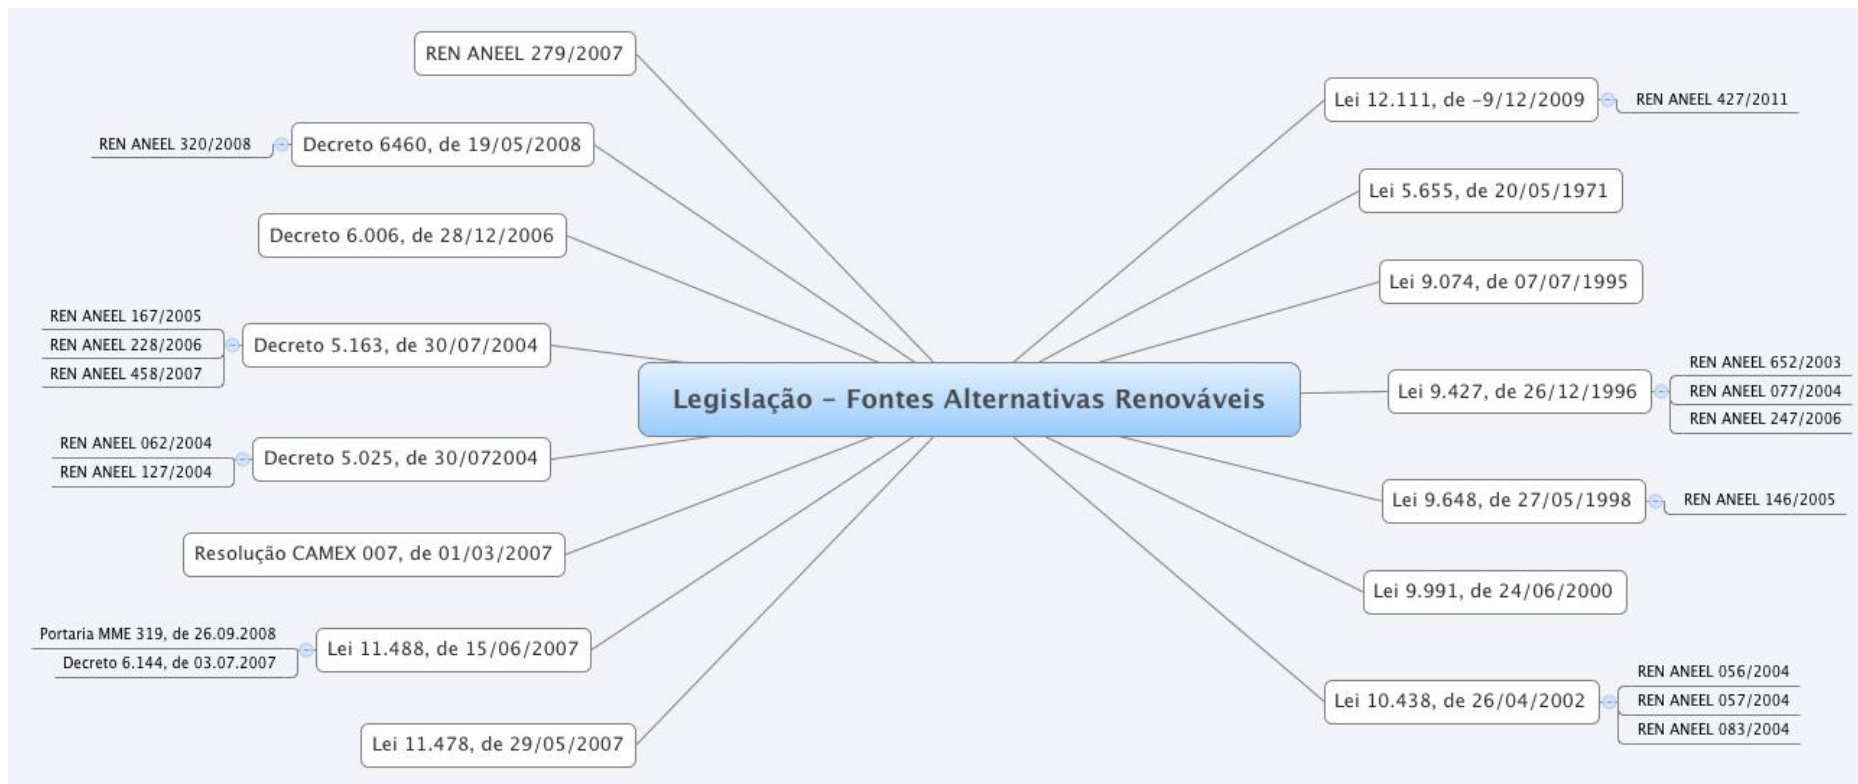 Legislação – Fontes Alternativas Renováveis
REN ANEEL 279/2007
Decreto 6460, de 19/05/2008
REN ANEEL 320/2008
Decreto 6.006, de 28/12/2006
Decreto 5.163, de 30/07/2004
REN ANEEL 167/2005
REN ANEEL 228/2006
REN ANEEL 458/2007
Decreto 5.025, de 30/072004
REN ANEEL 062/2004
REN ANEEL 127/2004
Resolução CAMEX 007, de 01/03/2007
Lei 11.488, de 15/06/2007
Portaria MME 319, de 26.09.2008
Decreto 6.144, de 03.07.2007
Lei 11.478, de 29/05/2007
Lei 12.111, de –9/12/2009
REN ANEEL 427/2011
Lei 5.655, de 20/05/1971
Lei 9.074, de 07/07/1995
Lei 9.427, de 26/12/1996
REN ANEEL 652/2003
REN ANEEL 077/2004
REN ANEEL 247/2006
Lei 9.648, de 27/05/1998
REN ANEEL 146/2005
Lei 9.991, de 24/06/2000
Lei 10.438, de 26/04/2002
REN ANEEL 056/2004
REN ANEEL 057/2004
REN ANEEL 083/2004